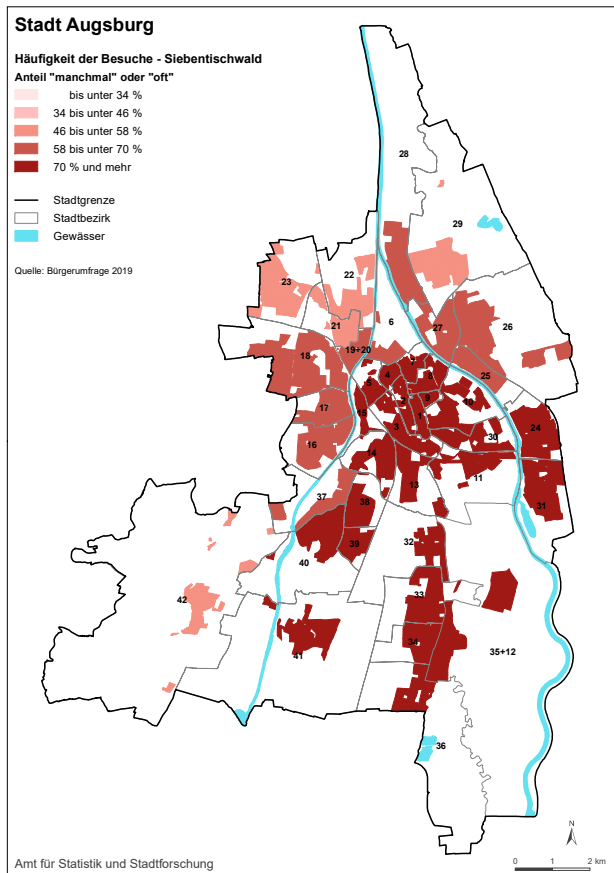 Stadt Augsburg
Häufigkeit der Besuche - Siebentischwald
Anteil "manchmal" oder "oft"
bis unter 34 %
34 bis unter 46 %
46 bis unter 58 %
58 bis unter 70 %
70 % und mehr
Stadtgrenze
Stadtbezirk
Gewässer
Quelle: Bürgerumfrage 2019
28
29
22
23
6
21
27
26
19+20
18
7
4
8
25
5
2
9
10
17
15
1
3
30
24
16
14
11
13
37
38
31
32
39
40
33
42
34
41
35+12
36
N
Amt für Statistik und Stadtforschung
0 1 2 km